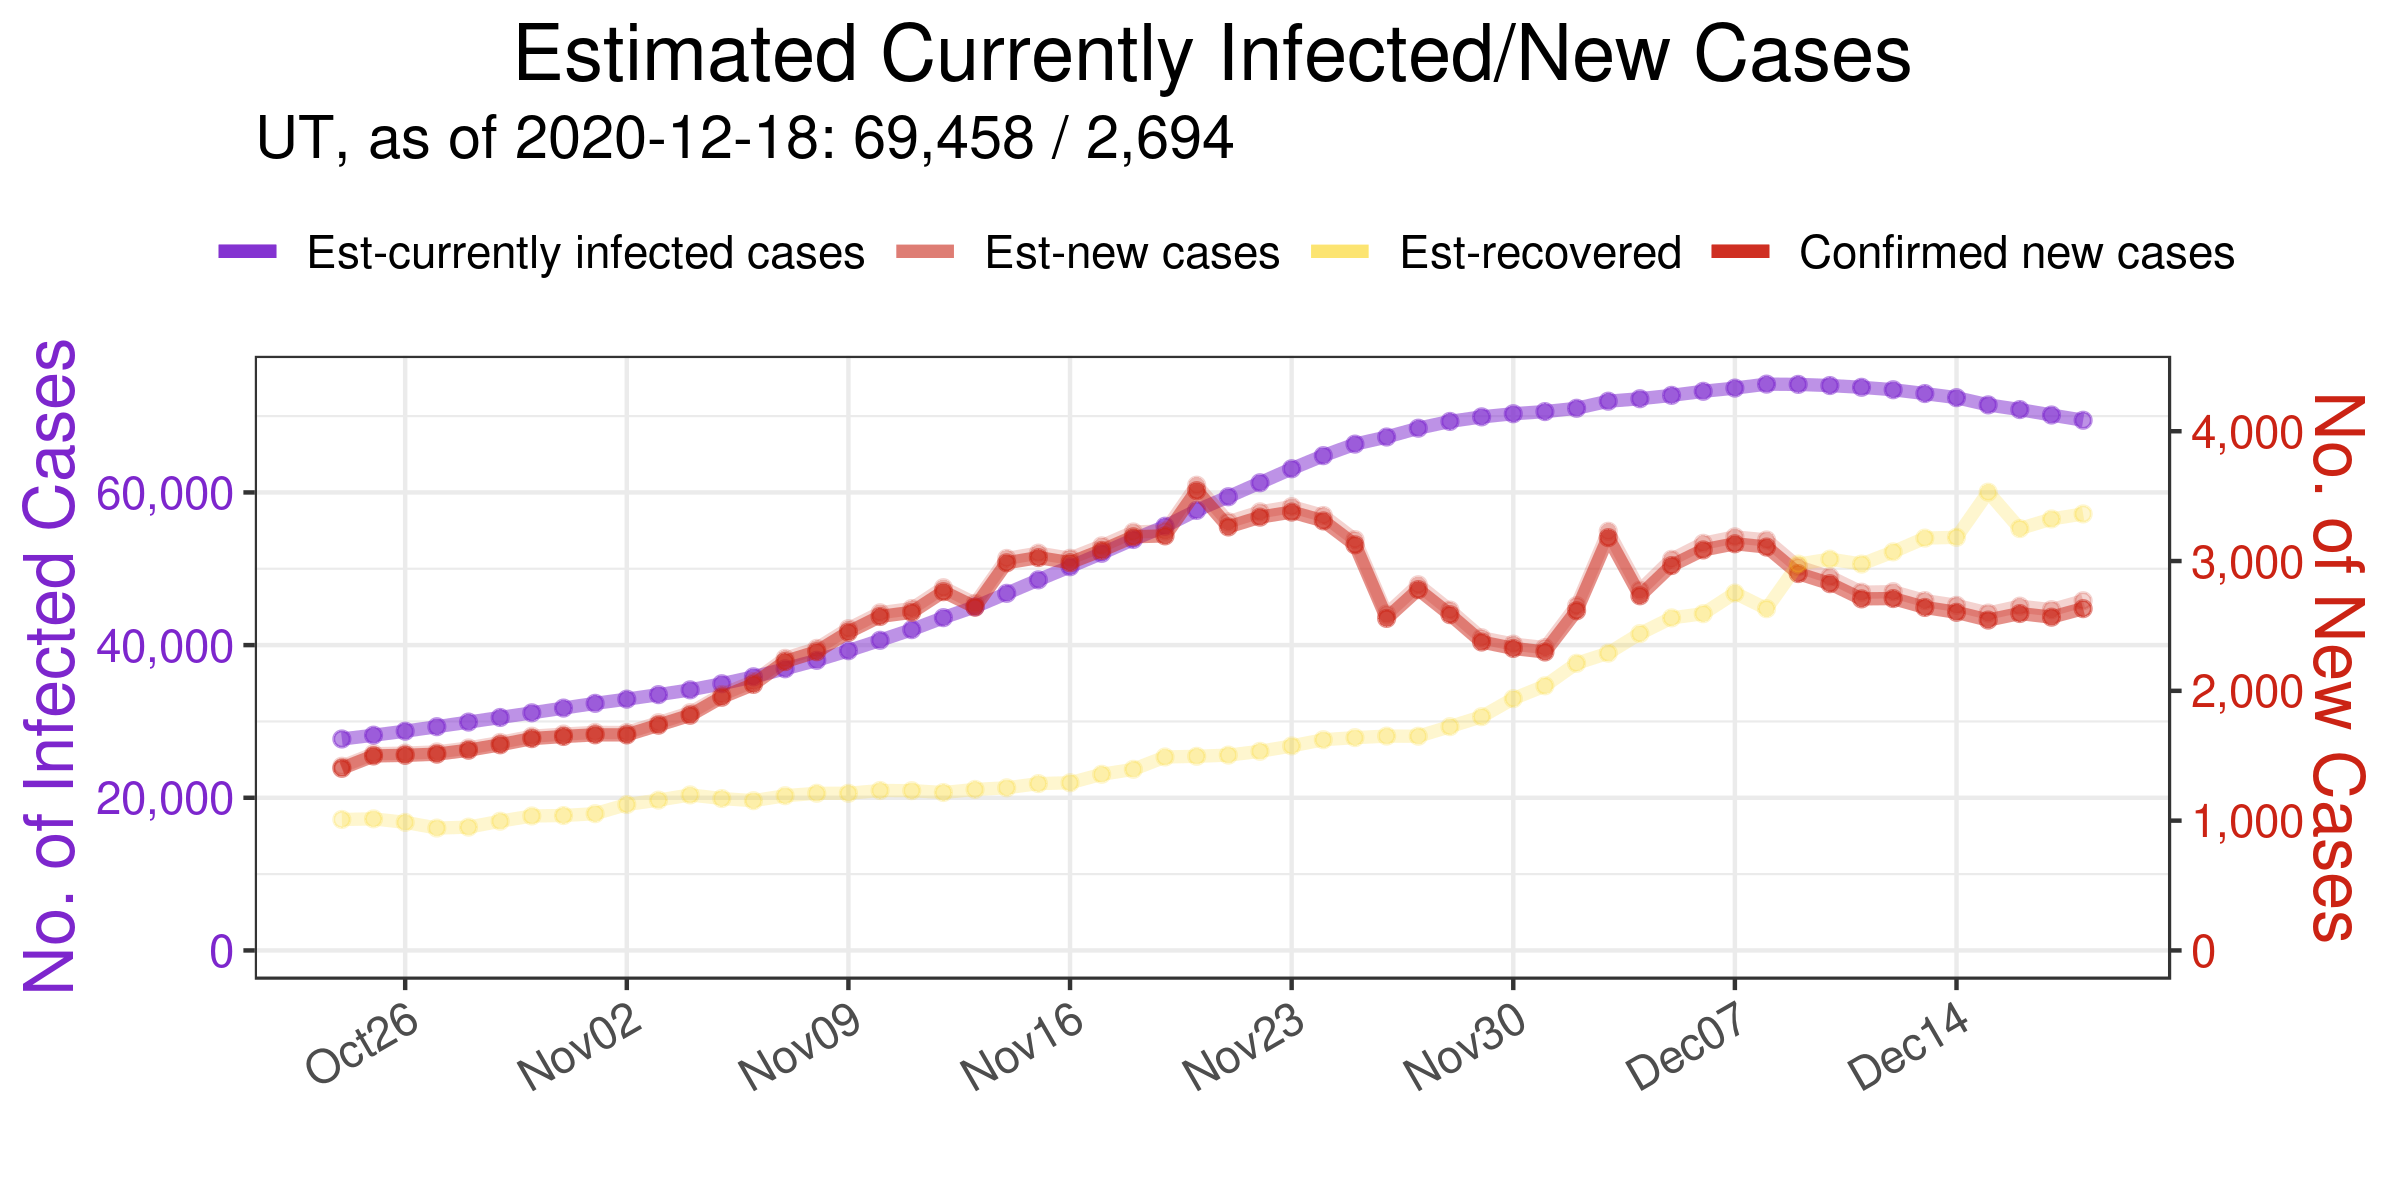 Estimated Currently Infected/New Cases
UT, as of 2020-12-18: 69,458 / 2,694
Est-currently infected cases Est-new cases Est-recovered Confirmed new cases
No. of Infected Cases
60,000
40,000
20,000
0
4,000
3,000
2,000
1,000
0
No. of New Cases
Oct26 Nov02 Nov09 Nov16 Nov23 Nov30 Dec07 Dec14